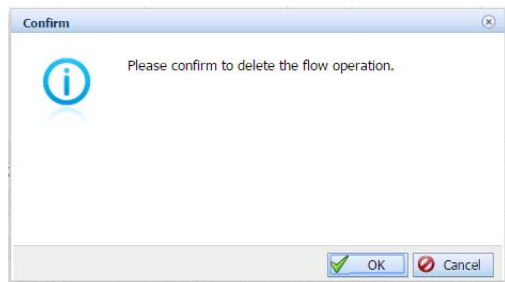 Confirm
Please confirm to delete the flow operation.
OK Cancel